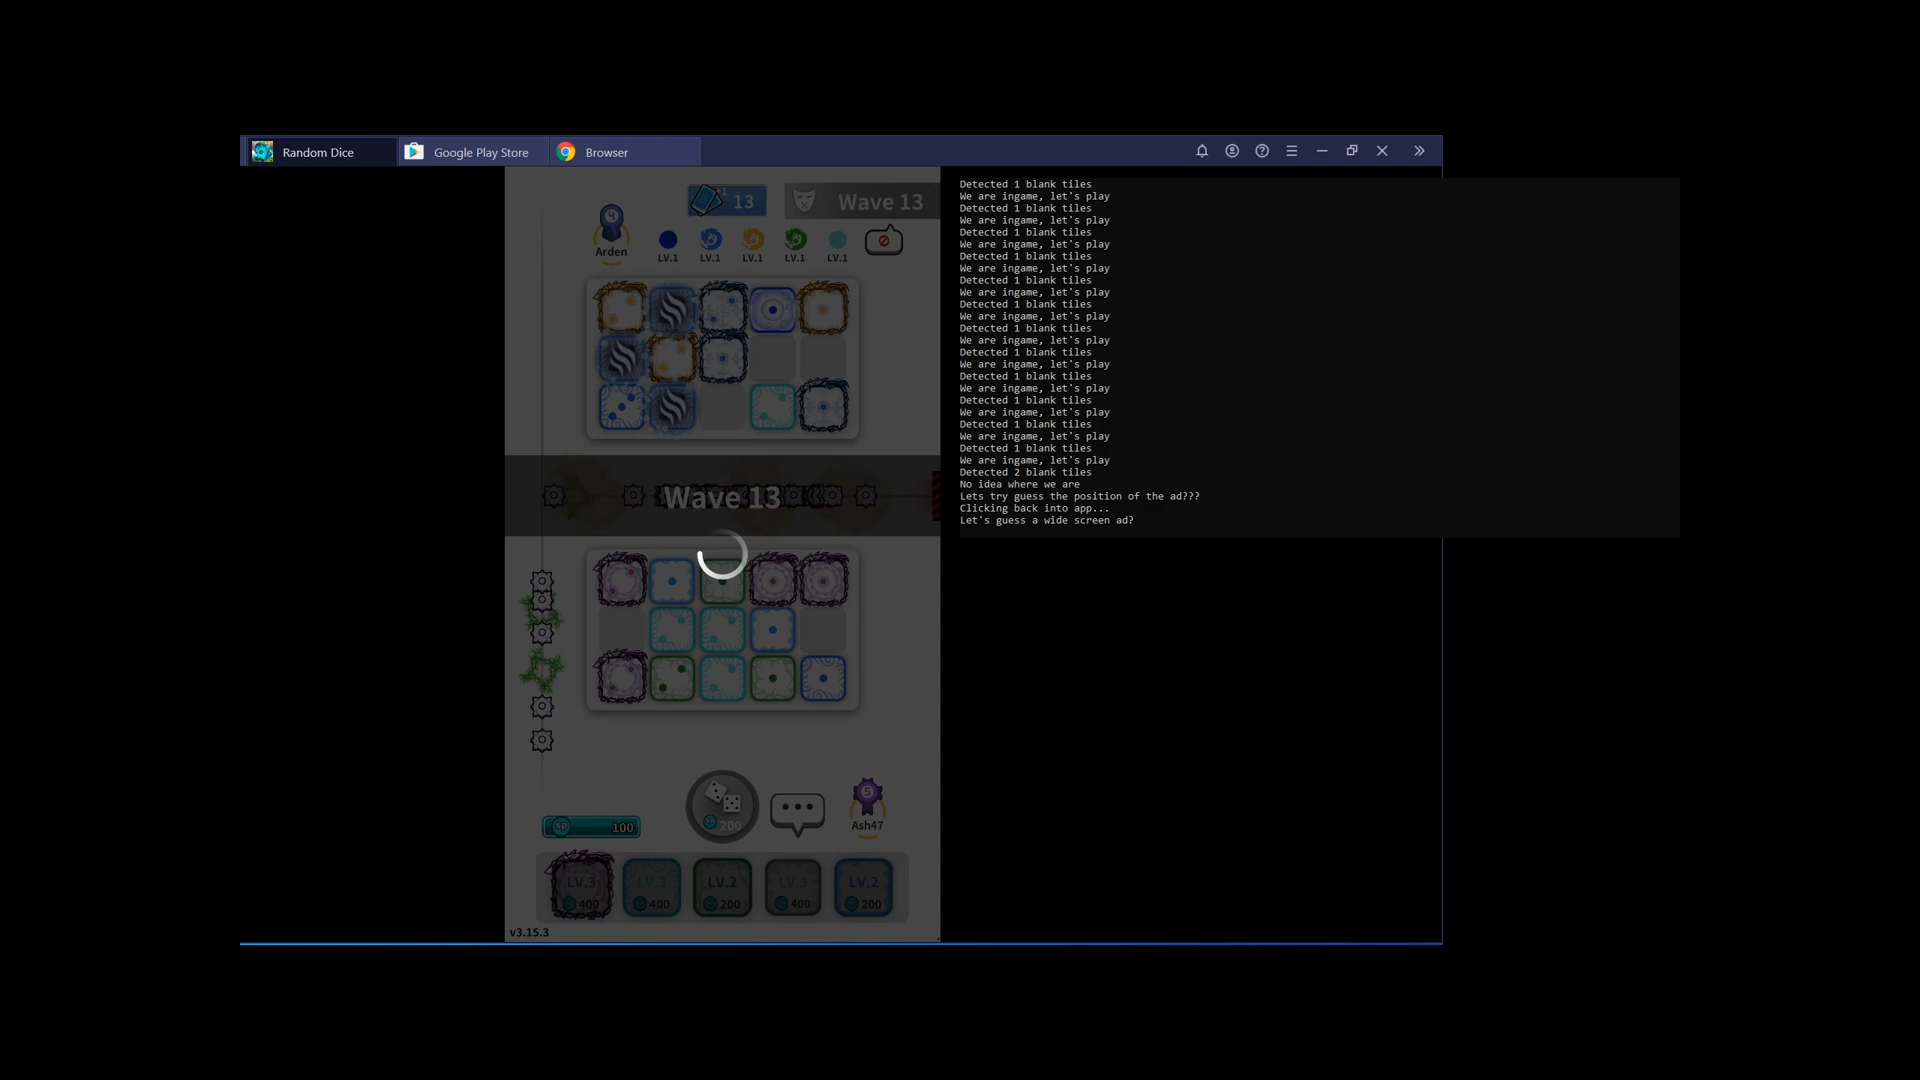 Random Dice
Google Play Store
Browser
13
Wave 13
4
Arden
LV.1
LV.1
LV.1
LV.1
LV.1
Wave 13
sp 100
200
5
Ash47
LV.3
LV.3
LV.2
LV.3
LV.2
400
400
200
400
200
v3.15.3
Detected 1 blank tiles
We are ingame, let's play
Detected 1 blank tiles
We are ingame, let's play
Detected 1 blank tiles
We are ingame, let's play
Detected 1 blank tiles
We are ingame, let's play
Detected 1 blank tiles
We are ingame, let's play
Detected 1 blank tiles
We are ingame, let's play
Detected 1 blank tiles
We are ingame, let's play
Detected 1 blank tiles
We are ingame, let's play
Detected 1 blank tiles
We are ingame, let's play
Detected 1 blank tiles
We are ingame, let's play
Detected 1 blank tiles
We are ingame, let's play
Detected 1 blank tiles
We are ingame, let's play
Detected 2 blank tiles
No idea where we are
Lets try guess the position of the ad???
Clicking back into app...
Let's guess a wide screen ad?